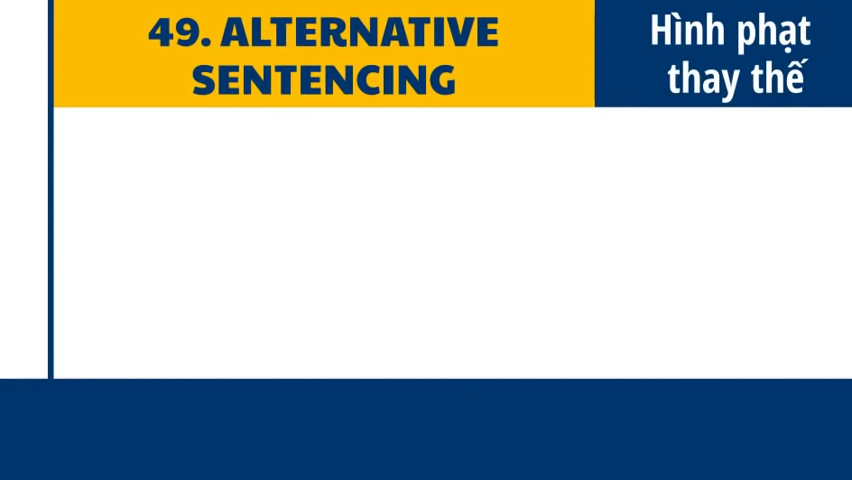 49. ALTERNATIVE
SENTENCING
Hình phạt
thay thế